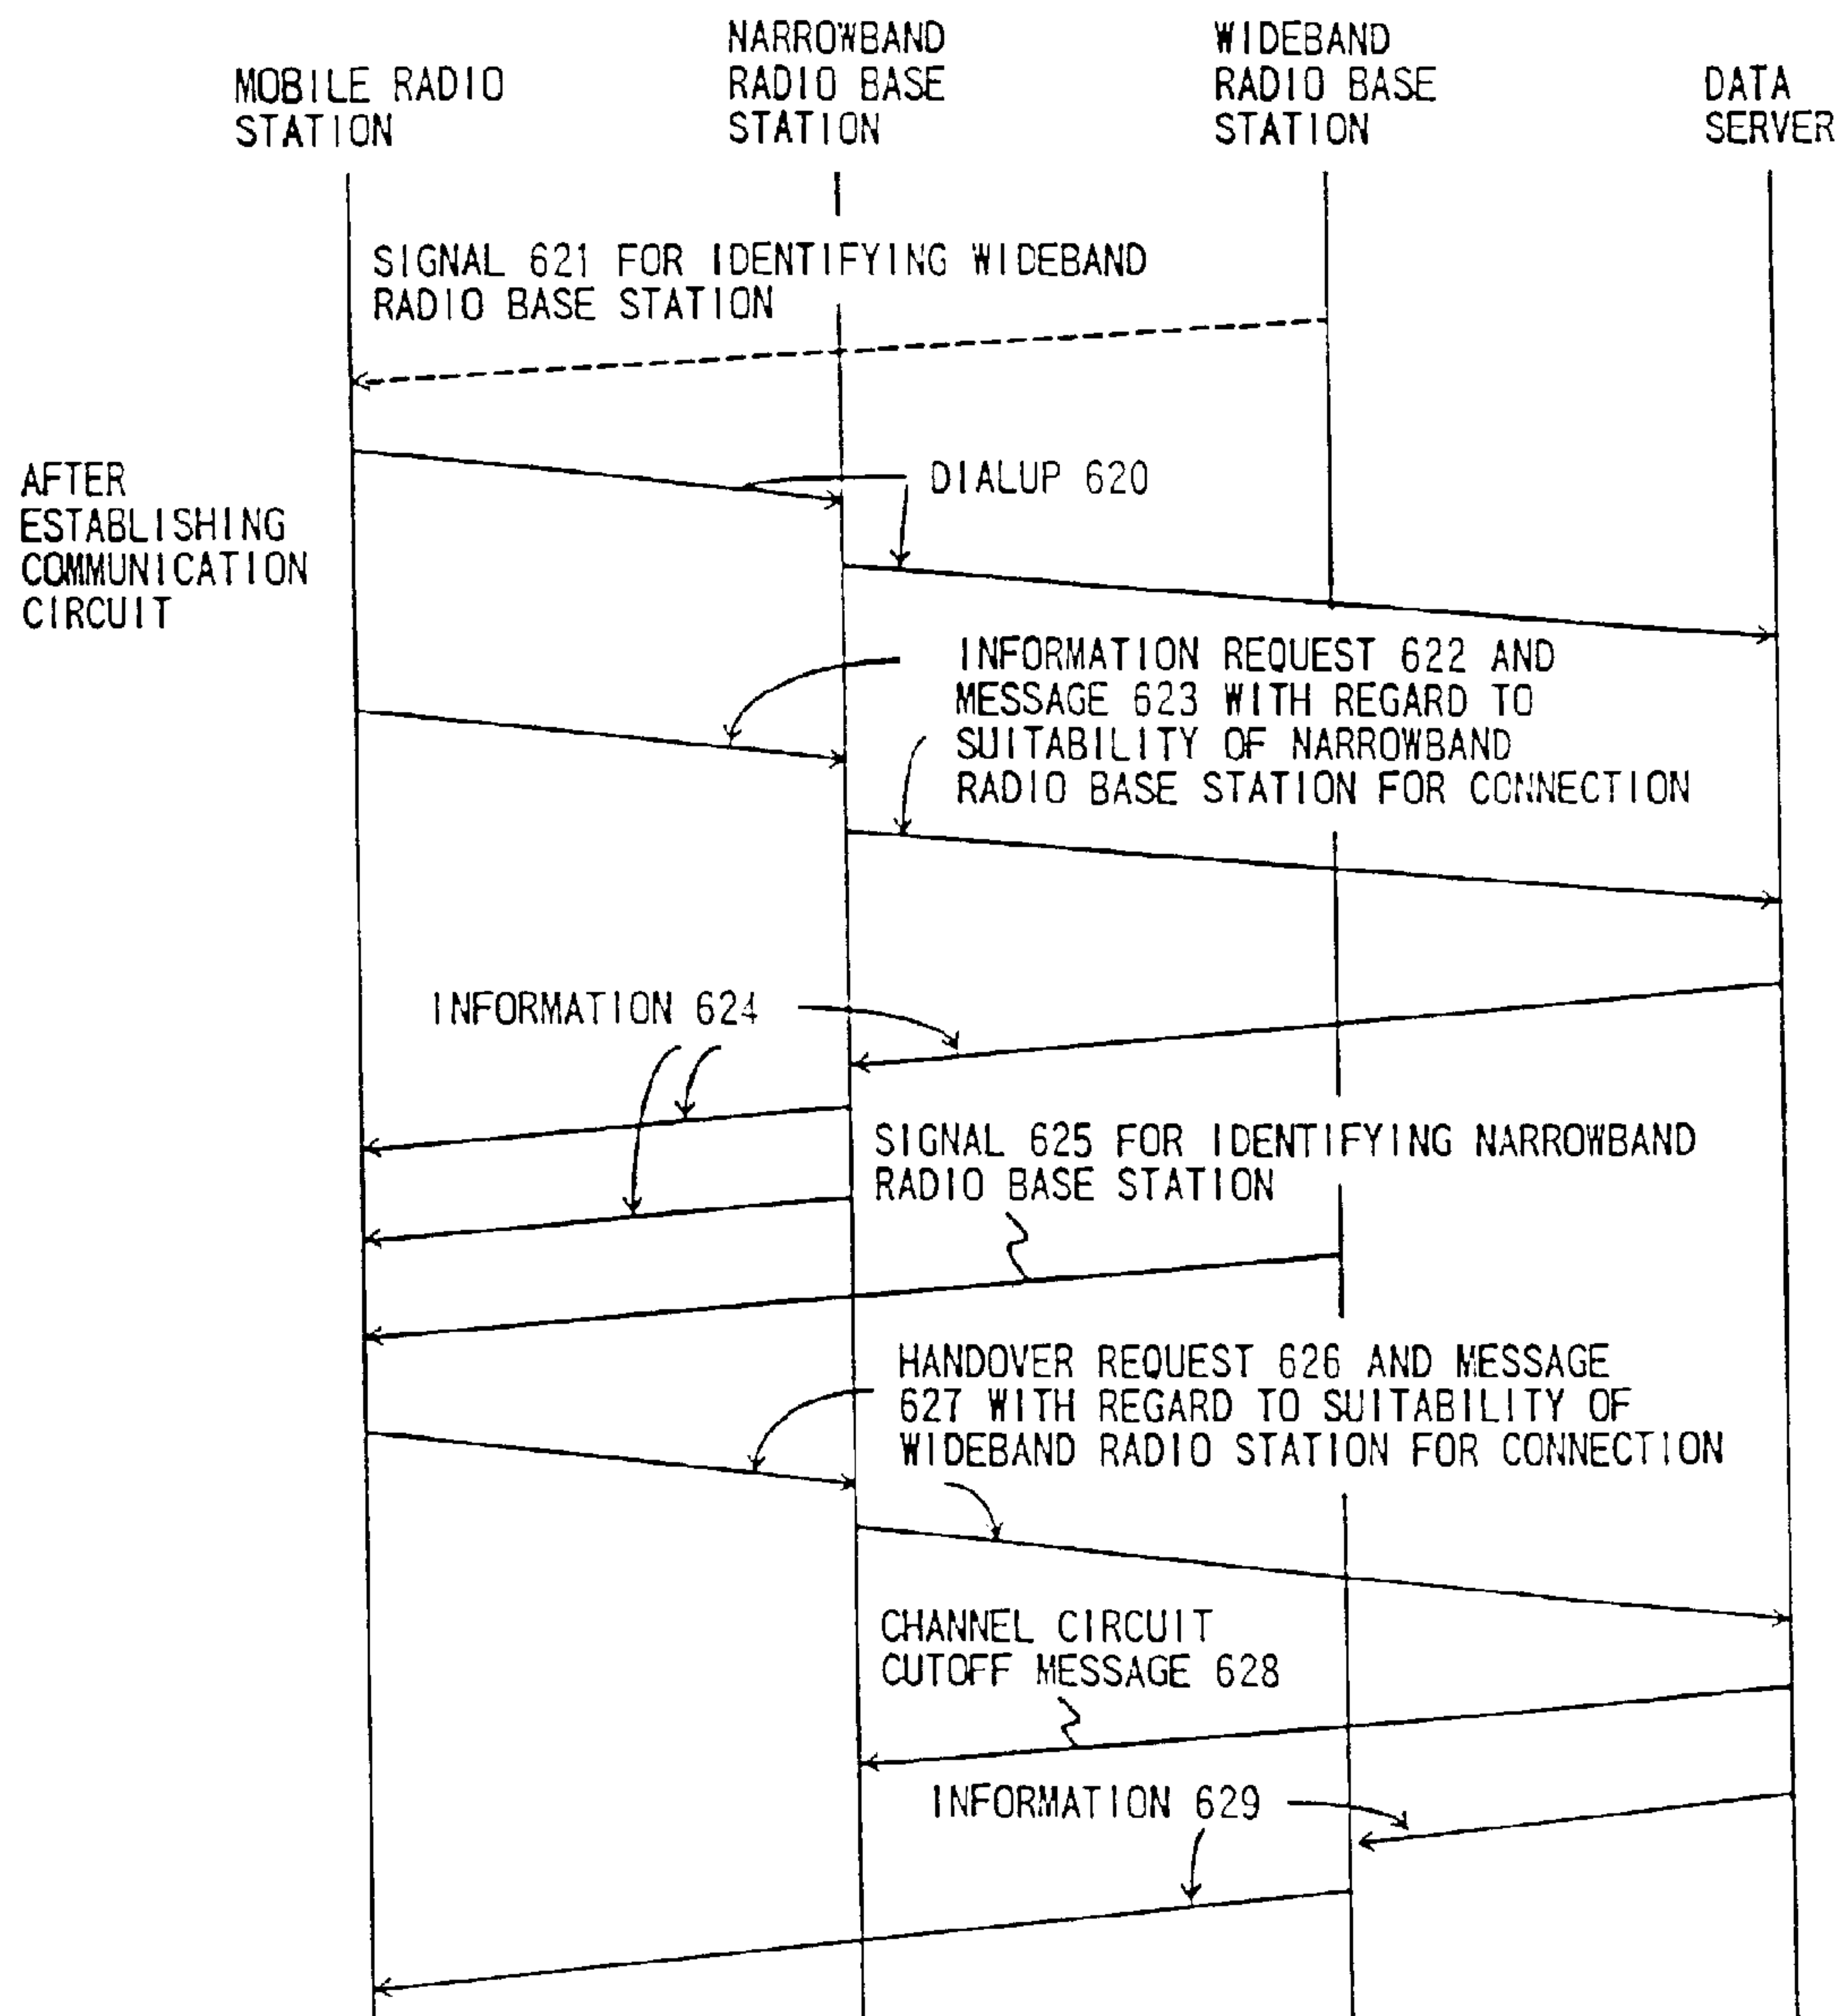 MOBILE RADIO
STATION
NARROWBAND
RADIO BASE
STATION
WIDEBAND
RADIO BASE
STATION
DATA
SERVER
SIGNAL 621 FOR IDENTIFYING WIDEBAND
RADIO BASE STATION
AFTER
ESTABLISHING
COMMUNICATION
CIRCUIT
DIALUP 620
INFORMATION REQUEST 622 AND
MESSAGE 623 WITH REGARD TO
SUITABILITY OF NARROWBAND
RADIO BASE STATION FOR CONNECTION
INFORMATION 624
SIGNAL 625 FOR IDENTIFYING NARROWBAND
RADIO BASE STATION
HANDOVER REQUEST 626 AND MESSAGE
627 WITH REGARD TO SUITABILITY OF
WIDEBAND RADIO STATION FOR CONNECTION
CHANNEL CIRCUIT
CUTOFF MESSAGE 628
INFORMATION 629